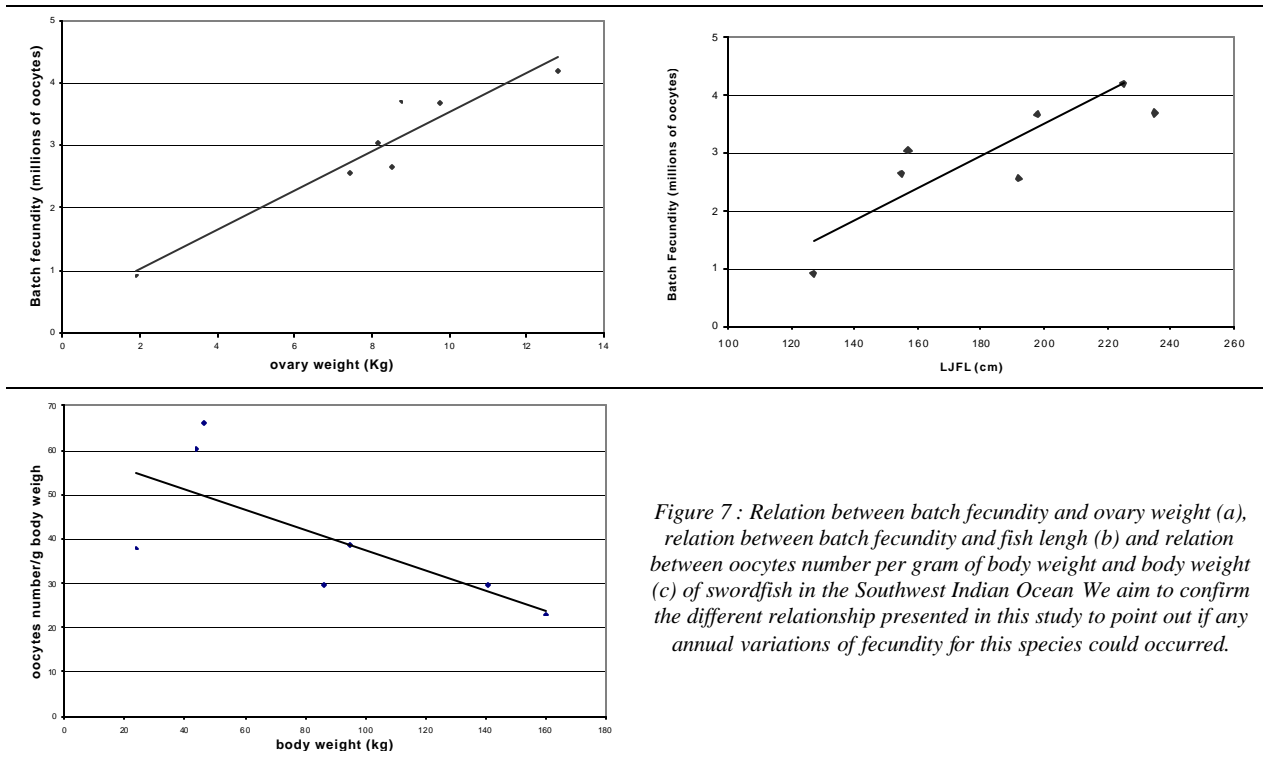 5
4
3
2
1
0
Batch fecundity (millions of oocytes)
0 2 4 6 8 10 12 14
ovary weight (Kg)
5
4
3
2
1
0
Batch Fecundity (millions of oocytes)
100 120 140 160 180 200 220 240 260
LJFL (cm)
70
60
50
40
30
20
10
0
oocytes number/g body weigh
0 20 40 60 80 100 120 140 160 180
body weight (kg)
Figure 7 : Relation between batch fecundity and ovary weight (a),
relation between batch fecundity and fish lengh (b) and relation
between oocytes number per gram of body weight and body weight
(c) of swordfish in the Southwest Indian Ocean We aim to confirm
the different relationship presented in this study to point out if any
annual variations of fecundity for this species could occurred.